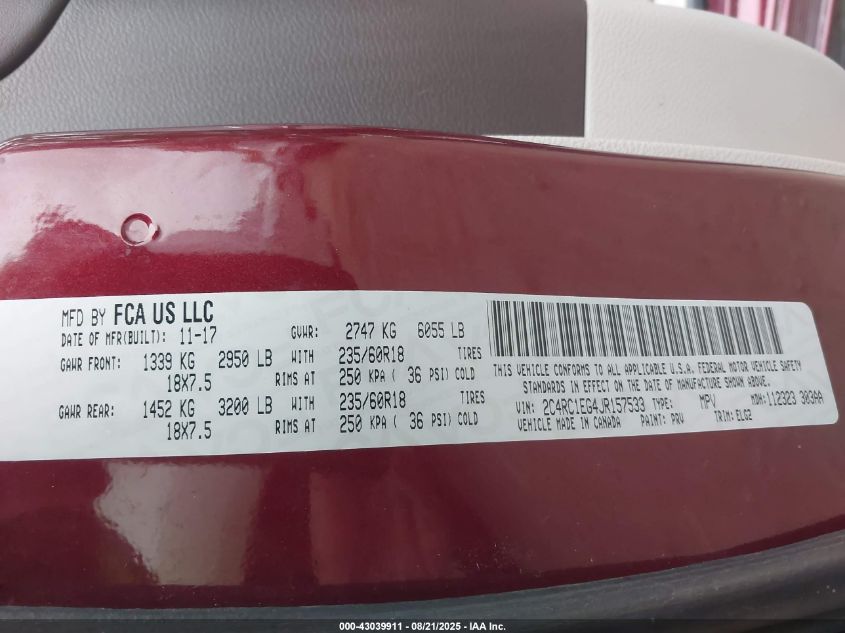 MFD BY FCA US LLC
DATE OF MFR(BUILT): 11-17 GVWR: 2747 KG 6055 LB
GAWR FRONT: 1339 KG 2950 LB WITH 235/60R18 TIRES
18X7.5 RIMS AT 250 KPA ( 36 PSI) COLD
GAWR REAR: 1452 KG 3200 LB WITH 235/60R18 TIRES
18X7.5 RIMS AT 250 KPA ( 36 PSI) COLD
THIS VEHICLE CONFORMS TO ALL APPLICABLE U.S.A. FEDERAL MOTOR VEHICLE SAFETY
STANDARDS IN EFFECT ON THE DATE OF MANUFACTURE SHOWN ABOVE.
VIN: 2C4RC1EG4JR157533 TYPE: MPV MDH: 112323 303AA
VEHICLE MADE IN CANADA PAINT: PRV TRIM: ELG2
000-43039911 - 08/21/2025 - IAA Inc.